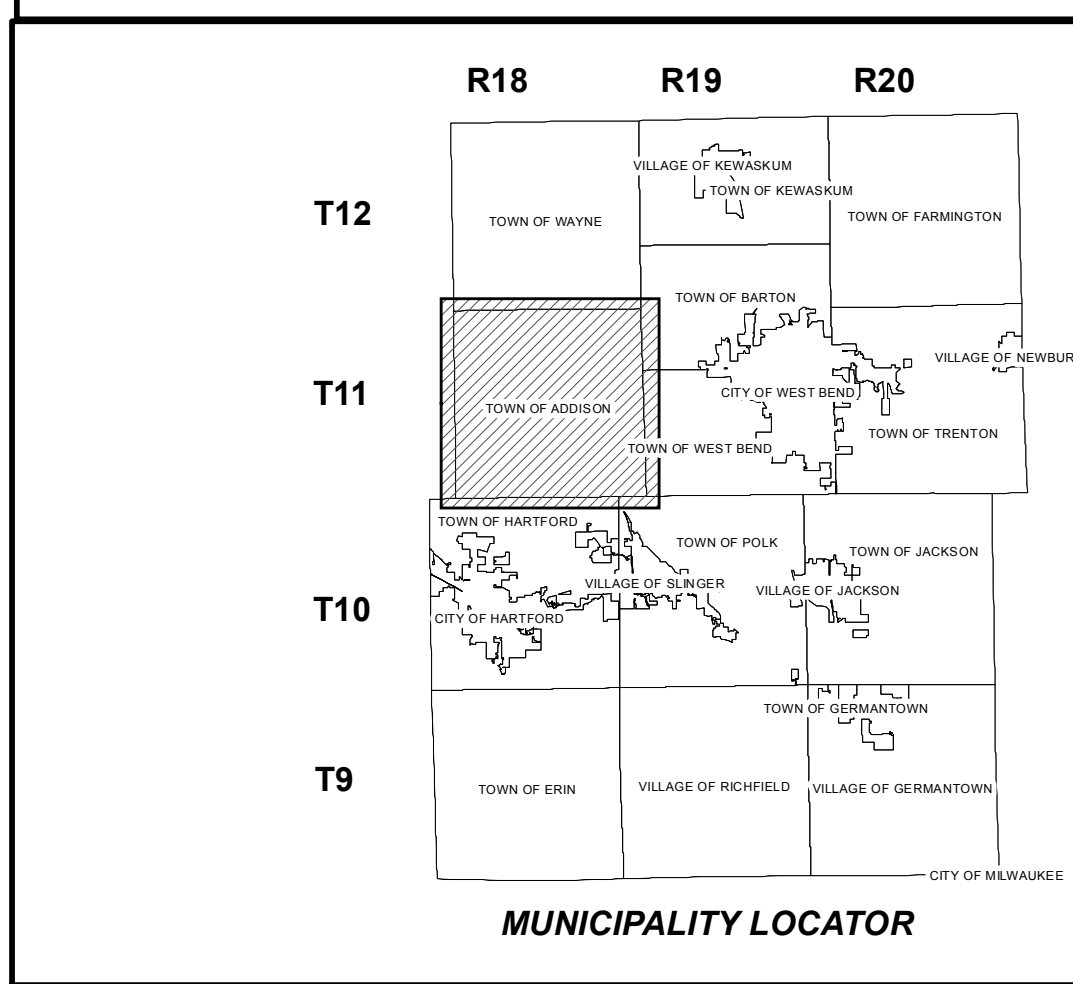 R18 R19 R20
VILLAGE OF KEWASKUM
TOWN OF KEWASKUM
T12
TOWN OF WAYNE
TOWN OF FARMINGTON
TOWN OF BARTON
VILLAGE OF NEWBUR
T11
CITY OF WEST BEND
TOWN OF ADDISON
TOWN OF TRENTON
TOWN OF WEST BEND
TOWN OF HARTFORD
TOWN OF POLK
TOWN OF JACKSON
VILLAGE OF SLINGER
VILLAGE OF JACKSON
T10
CITY OF HARTFORD
TOWN OF GERMANTOWN
T9
TOWN OF ERIN
VILLAGE OF RICHFIELD
VILLAGE OF GERMANTOWN
CITY OF MILWAUKEE
MUNICIPALITY LOCATOR